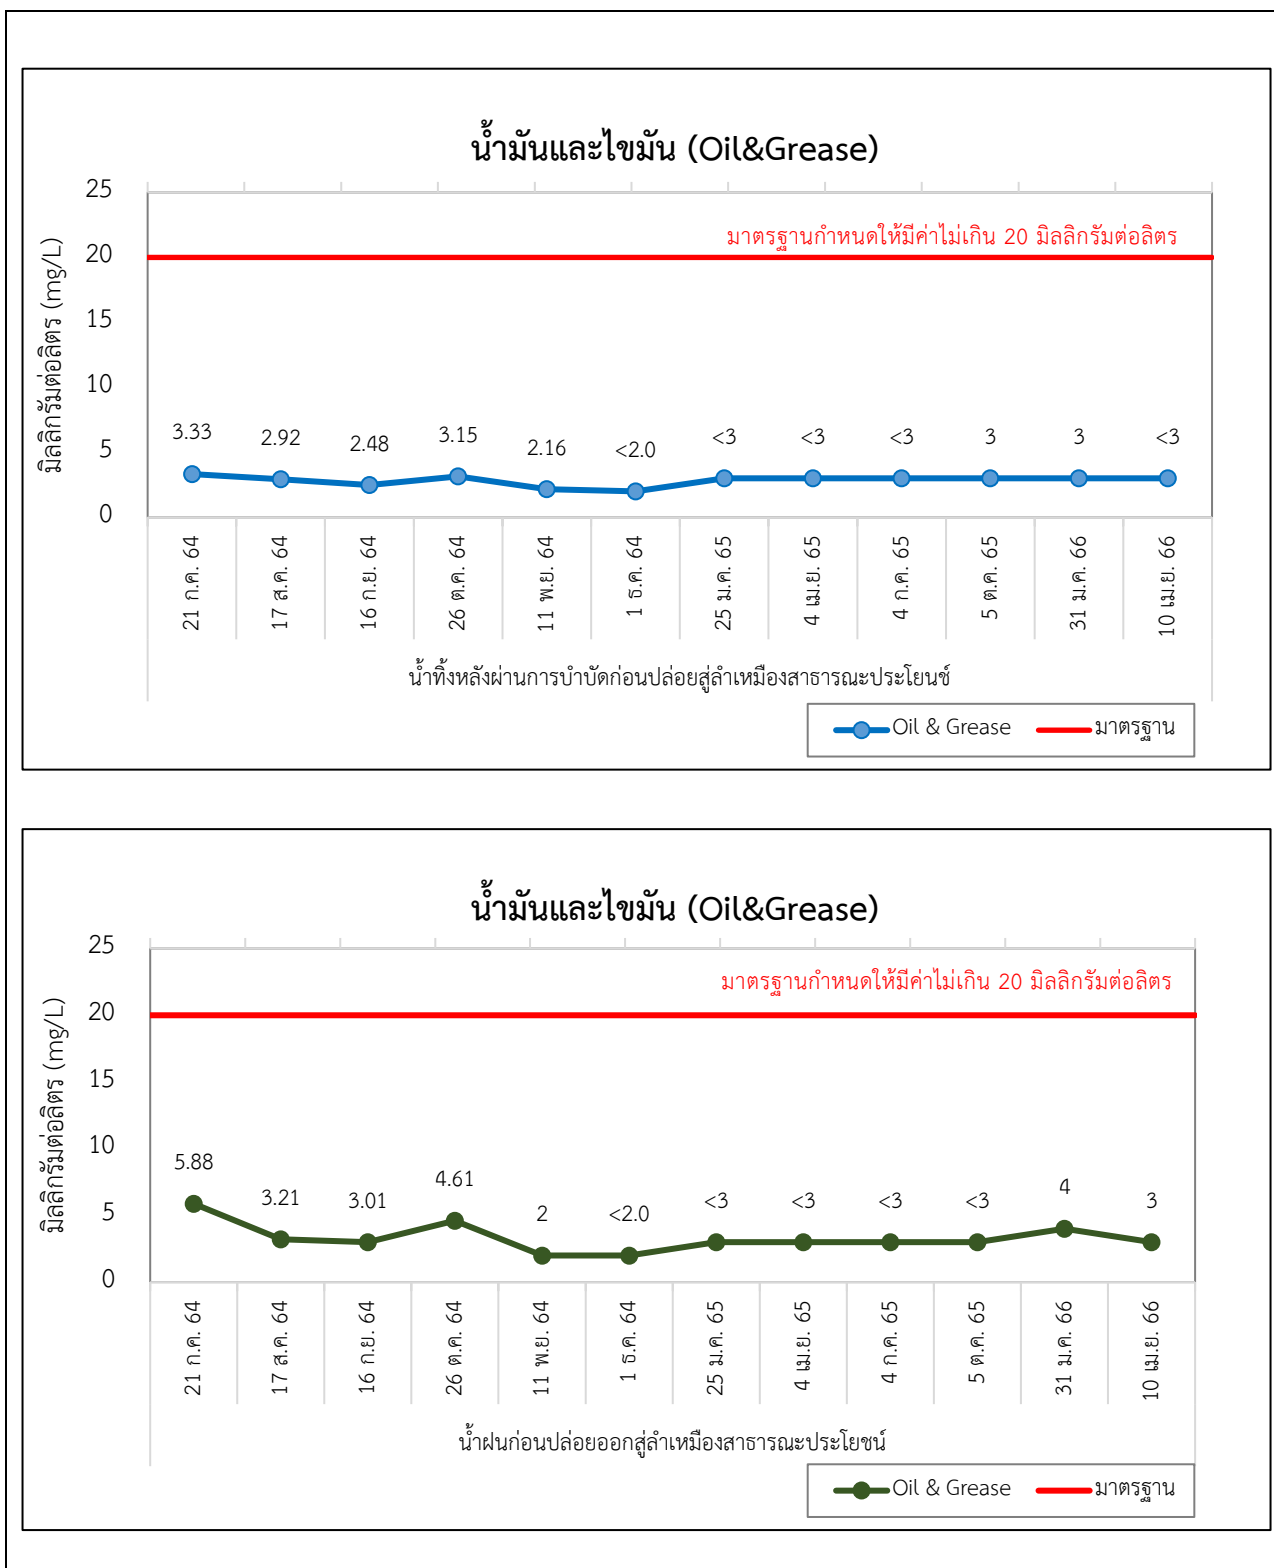 น้ำมันและไขมัน (Oil&Grease)
มิลลิกรัมต่อลิตร (mg/L)
25
20
15
10
5
0
มาตรฐานกำหนดให้มีค่าไม่เกิน 20 มิลลิกรัมต่อลิตร
3.33 2.92 2.48 3.15 2.16 <2.0 <3 <3 <3 3 3 <3
21 ก.ค. 64
17 ส.ค. 64
16 ก.ย. 64
26 ต.ค. 64
11 พ.ย. 64
1 ธ.ค. 64
25 ม.ค. 65
4 เม.ย. 65
4 ก.ค. 65
5 ต.ค. 65
31 ม.ค. 66
10 เม.ย. 66
น้ำทิ้งหลังผ่านการบำบัดก่อนปล่อยสู่ลำเหมืองสาธารณะประโยนช์
Oil & Grease มาตรฐาน
น้ำมันและไขมัน (Oil&Grease)
มิลลิกรัมต่อลิตร (mg/L)
25
20
15
10
5
0
มาตรฐานกำหนดให้มีค่าไม่เกิน 20 มิลลิกรัมต่อลิตร
5.88 3.21 3.01 4.61 2 <2.0 <3 <3 <3 <3 4 3
21 ก.ค. 64
17 ส.ค. 64
16 ก.ย. 64
26 ต.ค. 64
11 พ.ย. 64
1 ธ.ค. 64
25 ม.ค. 65
4 เม.ย. 65
4 ก.ค. 65
5 ต.ค. 65
31 ม.ค. 66
10 เม.ย. 66
น้ำฝนก่อนปล่อยออกสู่ลำเหมืองสาธารณะประโยชน์
Oil & Grease มาตรฐาน